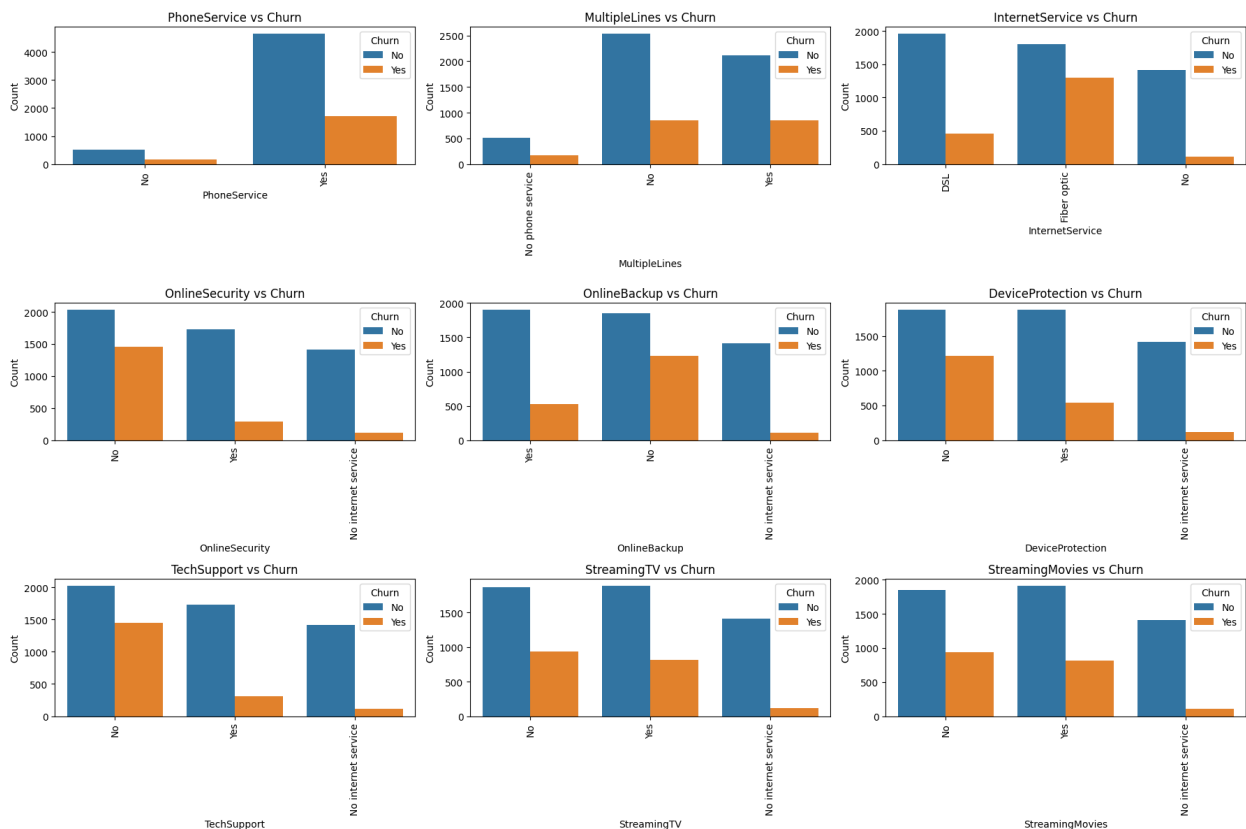 PhoneService vs Churn
Count
4000
3000
2000
1000
0
No
Yes
PhoneService
Churn
No
Yes
MultipleLines vs Churn
Count
2500
2000
1500
1000
500
0
No phone service
No
Yes
MultipleLines
Churn
No
Yes
InternetService vs Churn
Count
2000
1500
1000
500
0
DSL
Fiber optic
No
InternetService
Churn
No
Yes
OnlineSecurity vs Churn
Count
2000
1500
1000
500
0
No
Yes
No internet service
OnlineSecurity
Churn
No
Yes
OnlineBackup vs Churn
Count
2000
1500
1000
500
0
Yes
No
No internet service
OnlineBackup
Churn
No
Yes
DeviceProtection vs Churn
Count
1500
1000
500
0
No
Yes
No internet service
DeviceProtection
Churn
No
Yes
TechSupport vs Churn
Count
2000
1500
1000
500
0
No
Yes
No internet service
TechSupport
Churn
No
Yes
StreamingTV vs Churn
Count
1500
1000
500
0
No
Yes
No internet service
StreamingTV
Churn
No
Yes
StreamingMovies vs Churn
Count
2000
1500
1000
500
0
No
Yes
No internet service
StreamingMovies
Churn
No
Yes